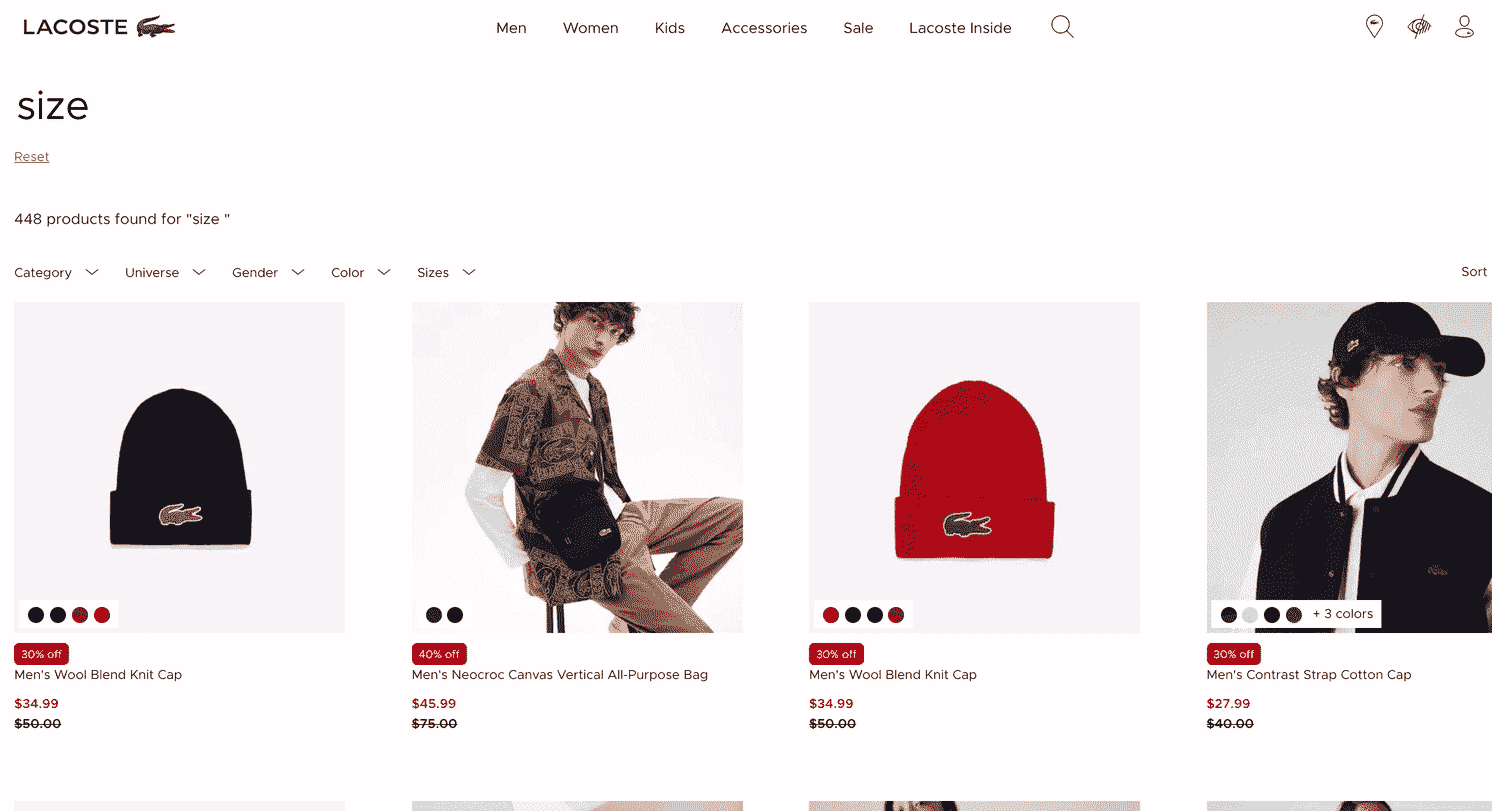 LACOSTE
Men Women Kids Accessories Sale Lacoste Inside
size
Reset
448 products found for "size "
Category Universe Gender Color Sizes Sort
+ 3 colors
30% off 40% off 30% off 30% off
Men's Wool Blend Knit Cap Men's Neocroc Canvas Vertical All-Purpose Bag Men's Wool Blend Knit Cap Men's Contrast Strap Cotton Cap
$34.99 $45.99 $34.99 $27.99
$50.00 $75.00 $50.00 $40.00